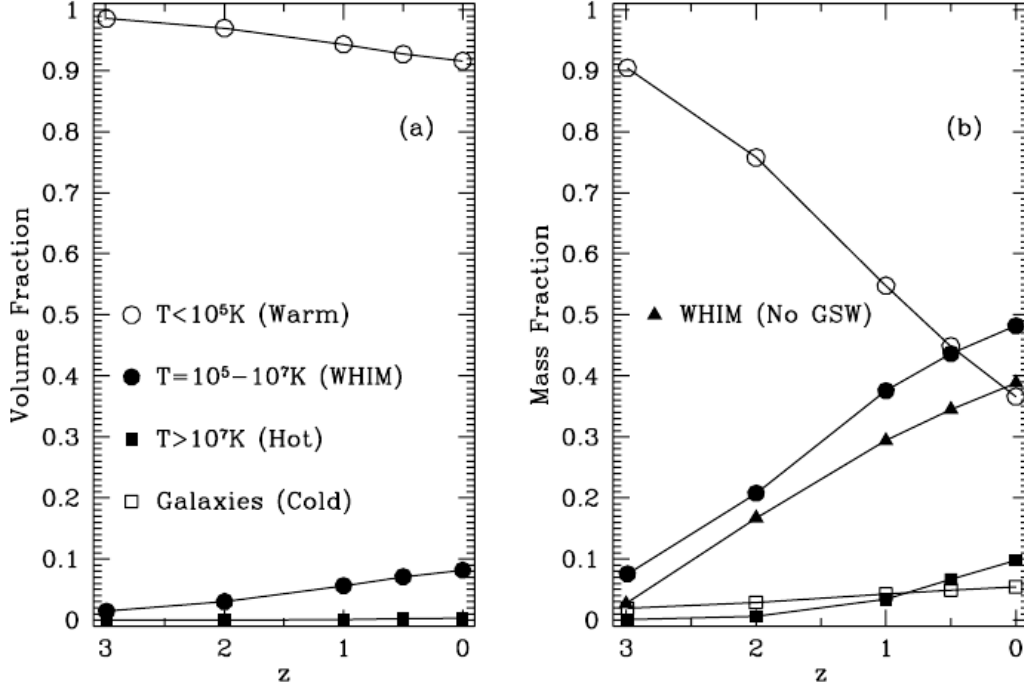 1
0.9
0.8
0.7
0.6
0.5
0.4
0.3
0.2
0.1
0
Volume Fraction
(a)
T<10⁵K (Warm)
T=10⁵−10⁷K (WHIM)
T>10⁷K (Hot)
Galaxies (Cold)
3 2 1 0
z
1
0.9
0.8
0.7
0.6
0.5
0.4
0.3
0.2
0.1
0
Mass Fraction
(b)
WHIM (No GSW)
3 2 1 0
z